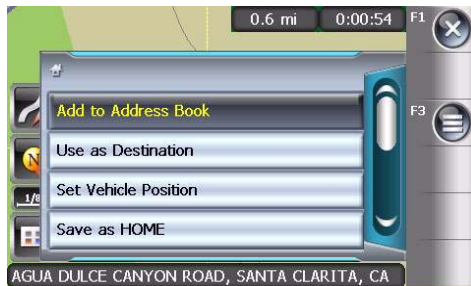 0.6 mi 0:00:54 F1
Add to Address Book
F3
Use as Destination
N
Set Vehicle Position
1/8
Save as HOME
AGUA DULCE CANYON ROAD, SANTA CLARITA, CA